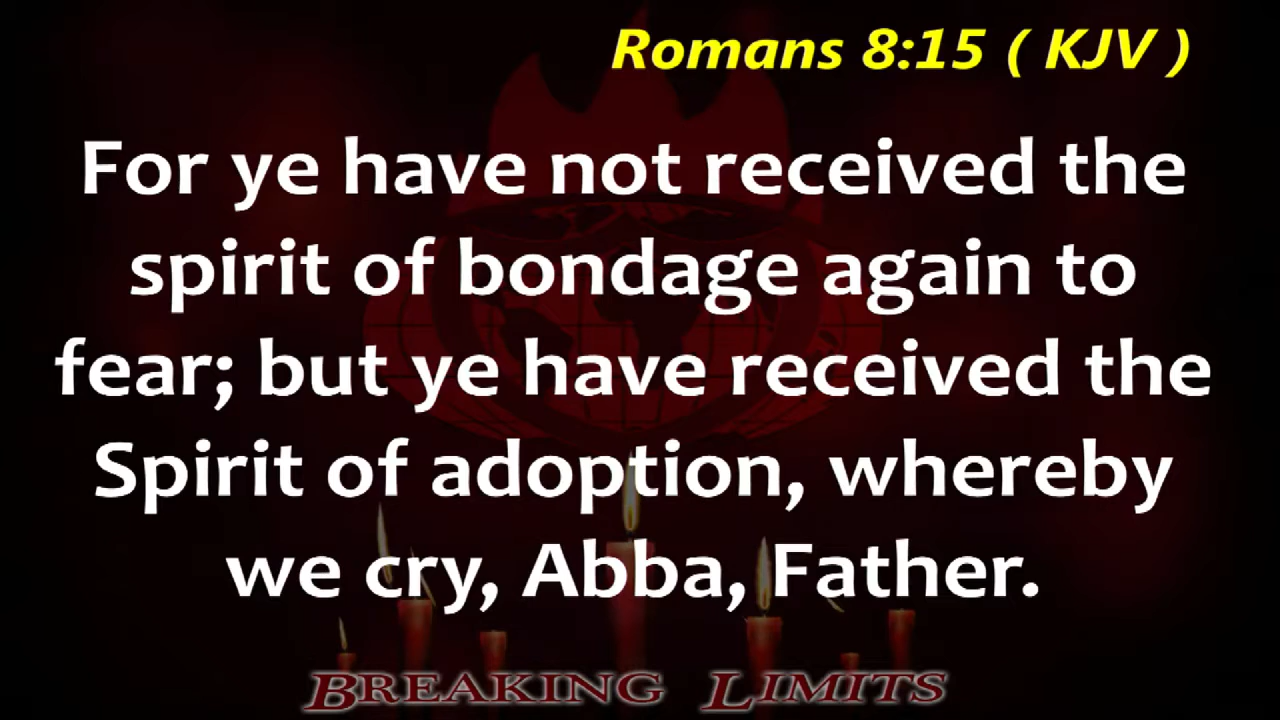 Romans 8:15 ( KJV )
For ye have not received the
spirit of bondage again to
fear; but ye have received the
Spirit of adoption, whereby
we cry, Abba, Father.
BREAKING LIMITS